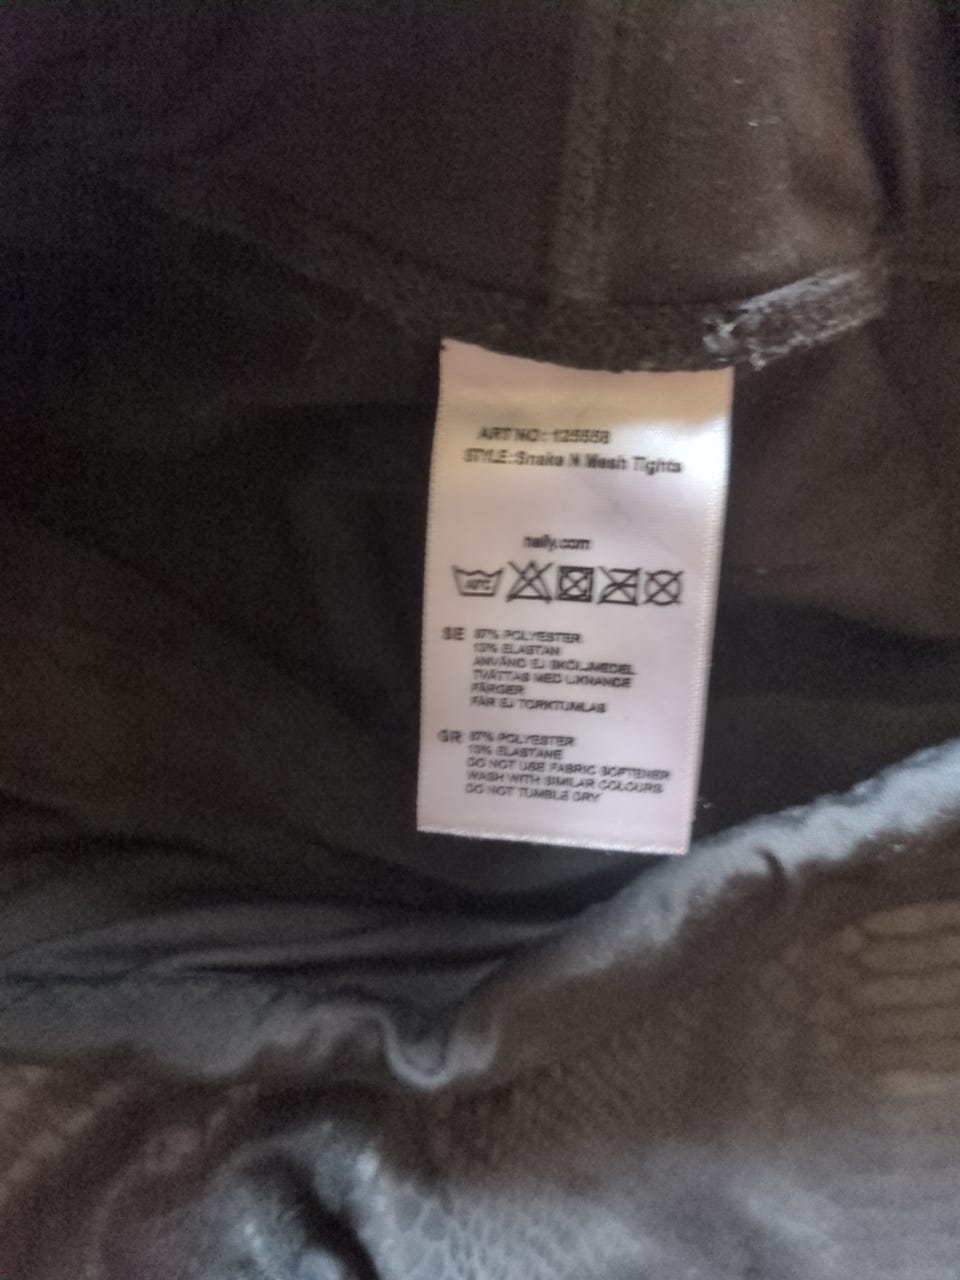 ART NO: 125558
STYLE: Snake N Mesh Tights
nelly.com
40°C
SE 87% POLYESTER
13% ELASTAN
ANVÄND EJ SKÖLJMEDEL
TVÄTTAS MED LIKNANDE
FÄRGER
FÅR EJ TORKTUMLAS
GR 87% POLYESTER
13% ELASTANE
DO NOT USE FABRIC SOFTENER
WASH WITH SIMILAR COLOURS
DO NOT TUMBLE DRY